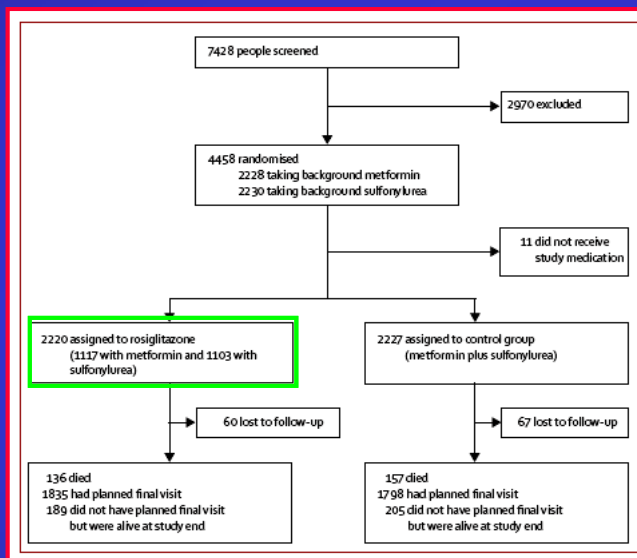 7428 people screened
2970 excluded
4458 randomised
2228 taking background metformin
2230 taking background sulfonylurea
11 did not receive
study medication
2220 assigned to rosiglitazone
(1117 with metformin and 1103 with
sulfonylurea)
2227 assigned to control group
(metformin plus sulfonylurea)
60 lost to follow-up
67 lost to follow-up
136 died
1835 had planned final visit
189 did not have planned final visit
but were alive at study end
157 died
1798 had planned final visit
205 did not have planned final visit
but were alive at study end